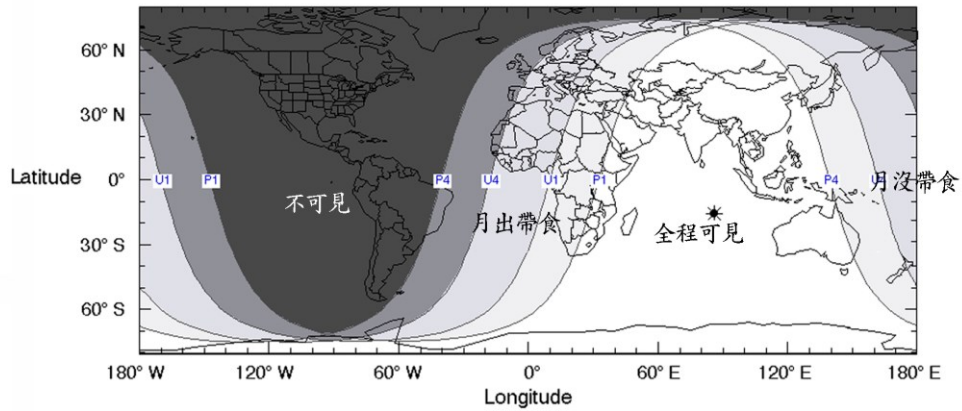 60° N
30° N
Latitude
0°
U1
P1
不可見
P4
U4
U1
P1
P4
月沒帶食
月出帶食
全程可見
30° S
60° S
180° W
120° W
60° W
0°
60° E
120° E
180° E
Longitude